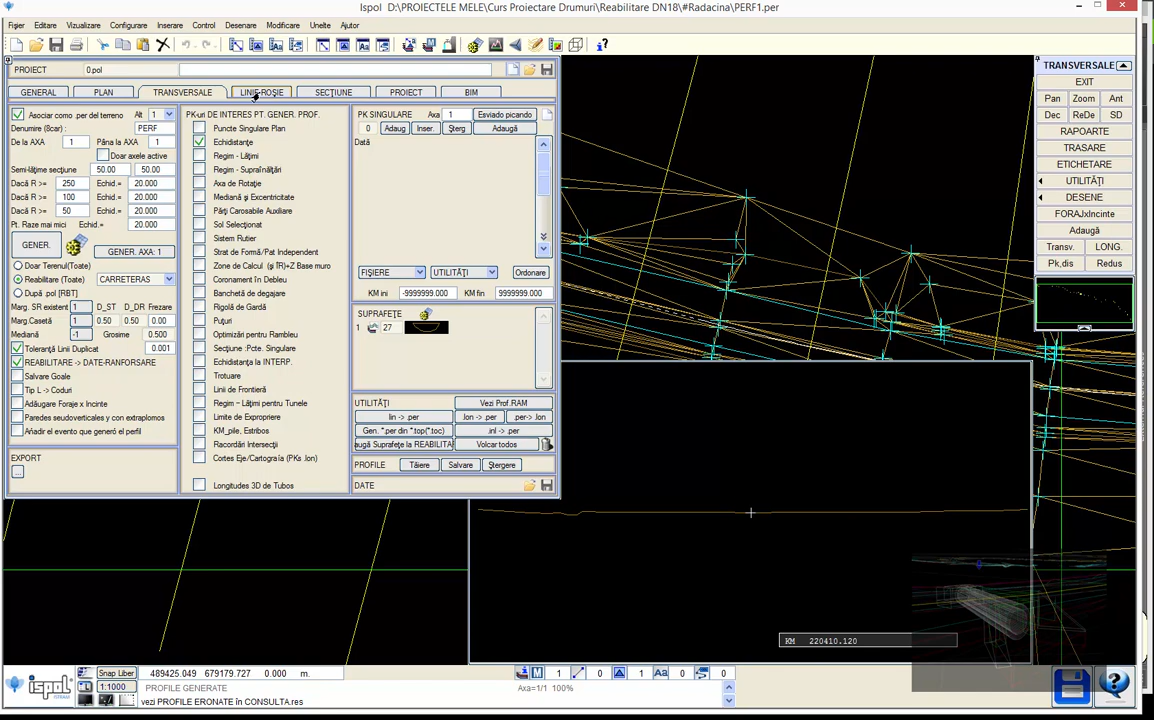 Ispol D:\PROIECTELE MELE\Curs Proiectare Drumuri\Reabilitare DN18\#Radacina\PERF1.per
Fișier Editare Vizualizare Configurare Inserare Control Desenare Modificare Unelte Ajutor
PROIECT 0.pol
GENERAL PLAN TRANSVERSALE LINIE ROȘIE SECȚIUNE PROIECT BIM
Asociar como .per del terreno Alt 1
Denumire (8car) : PERF
De la AXA 1 Pâna la AXA 1
Doar axele active
Semi-lățime secțiune 50.00 50.00
Dacă R >= 250 Echid.= 20.000
Dacă R >= 100 Echid.= 20.000
Dacă R >= 50 Echid.= 20.000
Pt. Raze mai mici Echid.= 20.000
GENER. GENER. AXA: 1
Doar Terenul(Toate)
Reabilitare (Toate) CARRETERAS
După .pol [RBT]
Marg. SR existent 1 D_ST D_DR Frezare
Marg.Casetă 1 0.50 0.50 0.00
Mediană -1 Grosime 0.500
Toleranță Linii Duplicat 0.001
REABILITARE -> DATE-RANFORSARE
Salvare Goale
Tip L -> Coduri
Adăugare Foraje x Incinte
Paredes seudoverticales y con extraplomos
Añadir el evento que generó el perfil
EXPORT
...
PK-uri DE INTERES PT. GENER. PROF.
Puncte Singulare Plan
Echidistanțe
Regim - Lățimi
Regim - Supraînălțări
Axa de Rotație
Mediană și Excentricitate
Părți Carosabile Auxiliare
Sol Selecționat
Sistem Rutier
Strat de Formă/Pat Independent
Zone de Calcul (și IR)+Z Base muro
Coronament în Debleu
Banchetă de degajare
Rigolă de Gardă
Puțuri
Optimizări pentru Rambleu
Secțiune :Pcte. Singulare
Echidistanța la INTERP.
Trotuare
Linii de Frontieră
Regim – Lățimi pentru Tunele
Limite de Expropriere
KM_pile, Estribos
Racordări Intersecții
Cortes Eje/Cartografía (PKs .lon)
Longitudes 3D de Tubos
PK SINGULARE Axa 1 Esviado picando
0 Adaug Inser. Șterg Adaugă
Dată
FIȘIERE UTILITĂȚI Ordonare
KM ini -9999999.000 KM fin 9999999.000
SUPRAFEȚE
1 27
UTILITĂȚI Vezi Prof.RAM
lin -> .per .lon -> .per .per-> .lon
Gen. *.per din *.top(*.toc) .inl -> .per
augă Suprafețe la REABILITA Volcar todos
PROFILE Tăiere Salvare Ștergere
DATE
TRANSVERSALE
EXIT
Pan Zoom Ant
Dec ReDe SD
RAPOARTE
TRASARE
ETICHETARE
UTILITĂȚI
DESENE
FORAJxIncinte
Adaugă
Transv. LONG.
Pk,dis Redus
KM 220410.120
ispol Snap Liber 489425.049 679179.727 0.000 m. M 1 0 1 Aa 0 0
1:1000 PROFILE GENERATE Axa=1/1 100%
vezi PROFILE ERONATE în CONSULTA.res